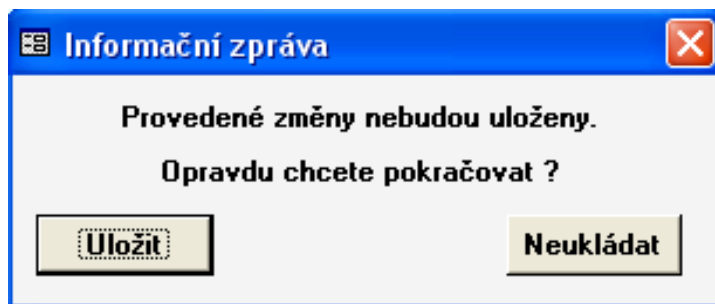 Informační zpráva
Provedené změny nebudou uloženy.
Opravdu chcete pokračovat ?
Uložit
Neukládat